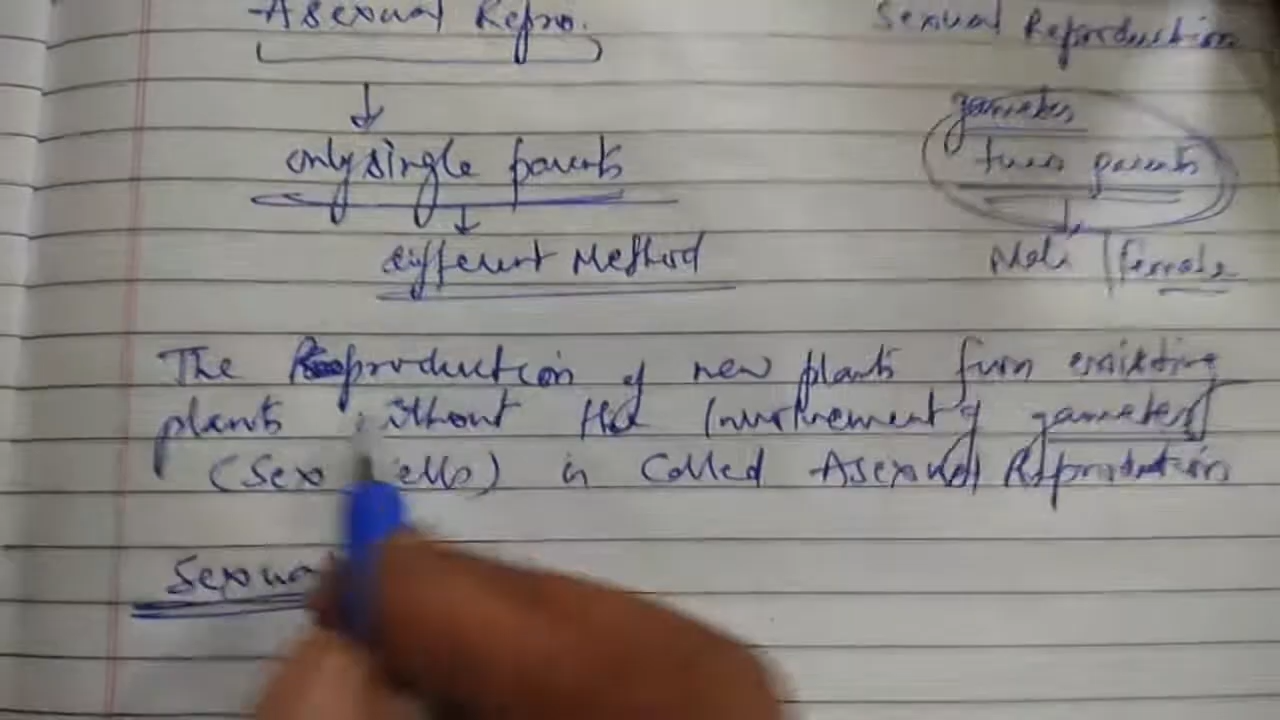 Asexual Repro.
Sexual Reproduction
gametes
only single parents
parents
different Method
Male | female
The Reproduction of new plants from existing
plants without the Involvement of gametes
(Sex cells) is Called Asexual Reproduction
Sexual